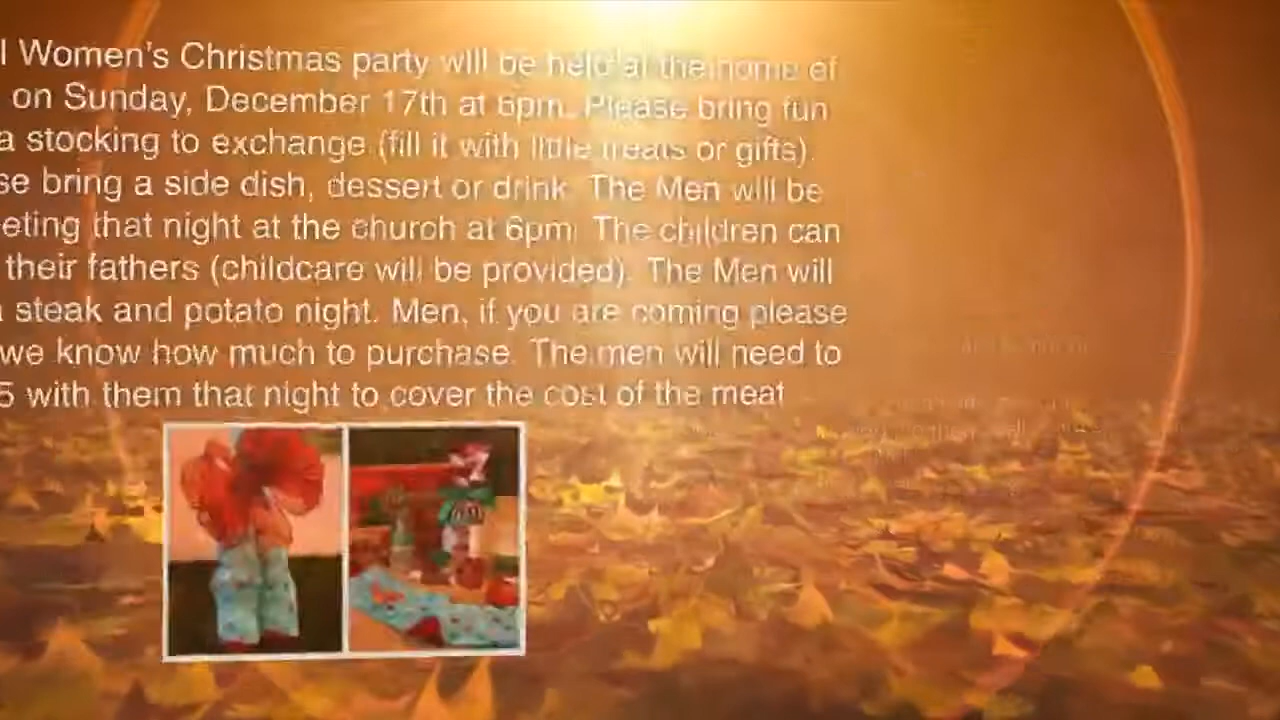 l Women's Christmas party will be held at the home of
on Sunday, December 17th at 6pm. Please bring fun
a stocking to exchange (fill it with little treats or gifts).
se bring a side dish, dessert or drink. The Men will be
eting that night at the church at 6pm. The children can
their fathers (childcare will be provided). The Men will
a steak and potato night. Men, if you are coming please
we know how much to purchase. The men will need to
5 with them that night to cover the cost of the meat